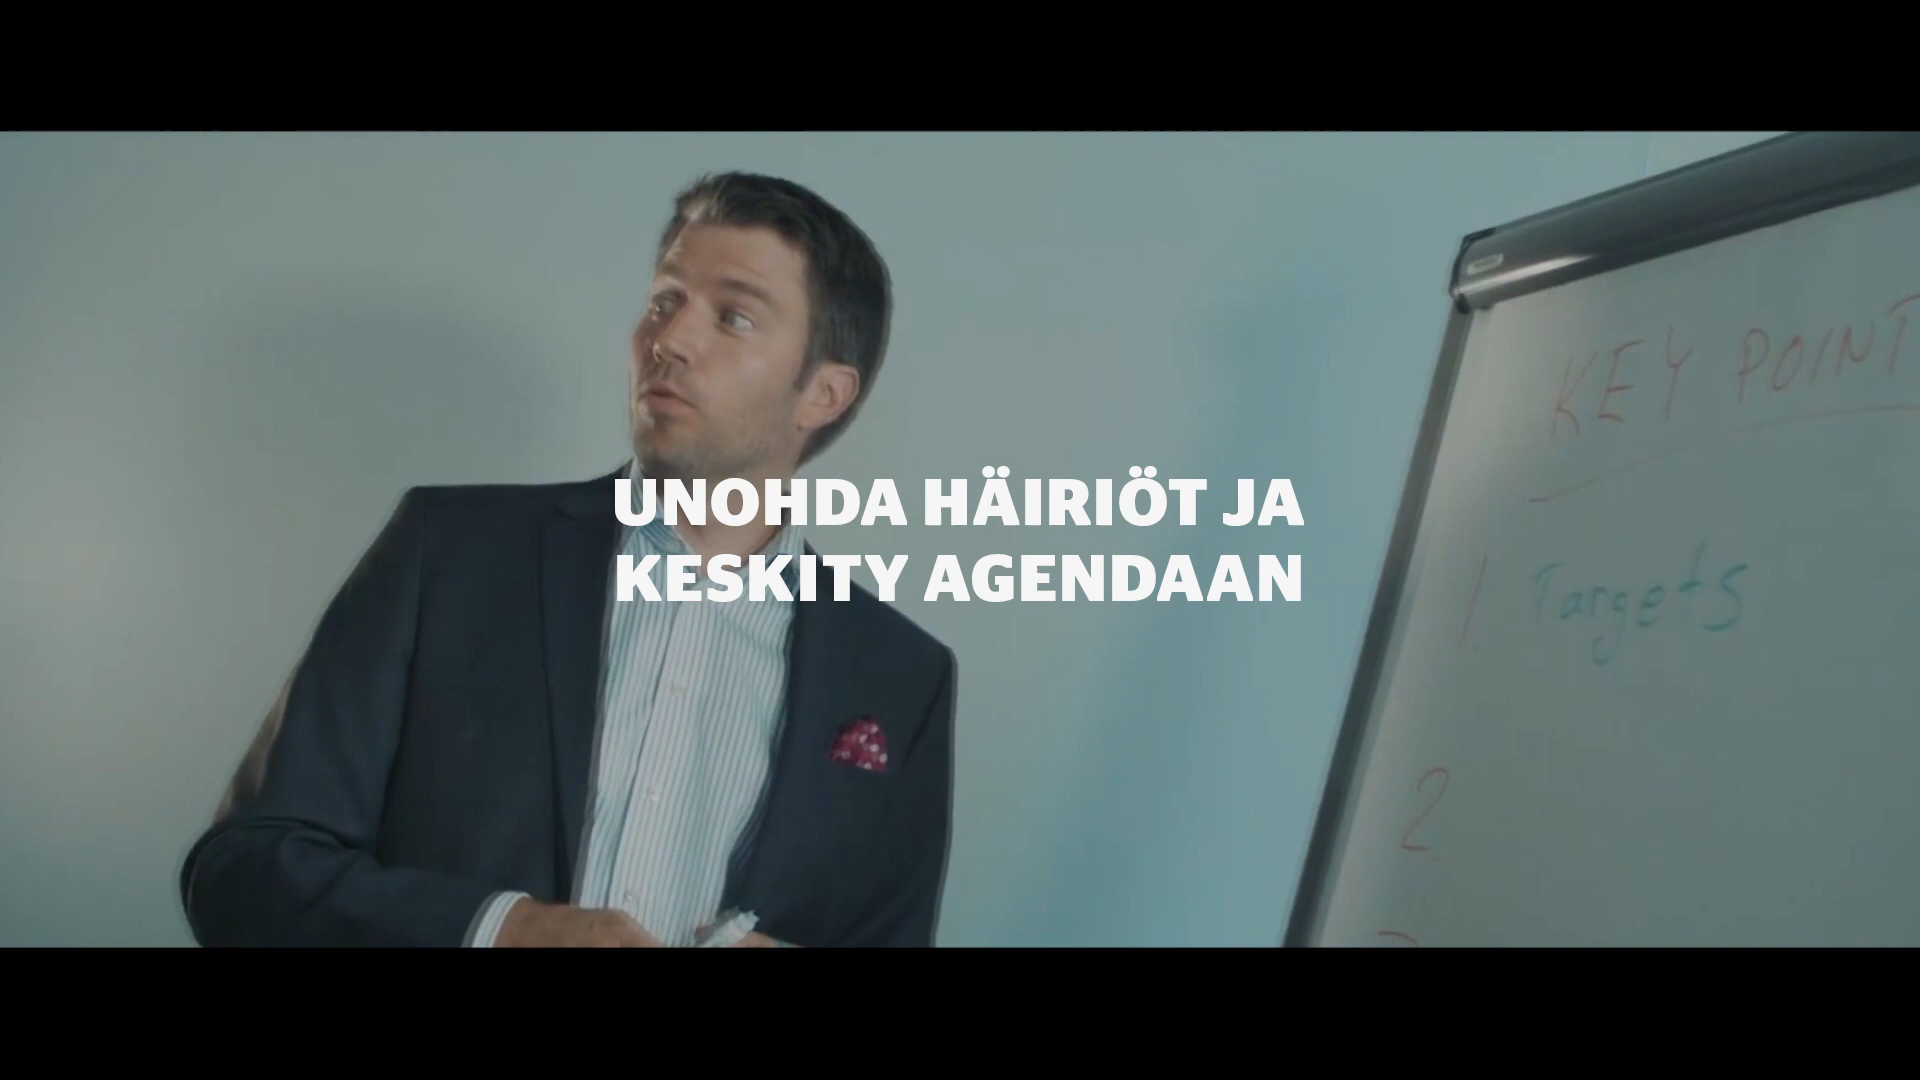 KEY POINT
UNOHDA HÄIRIÖT JA
KESKITY AGENDAAN
1. Targets
2.